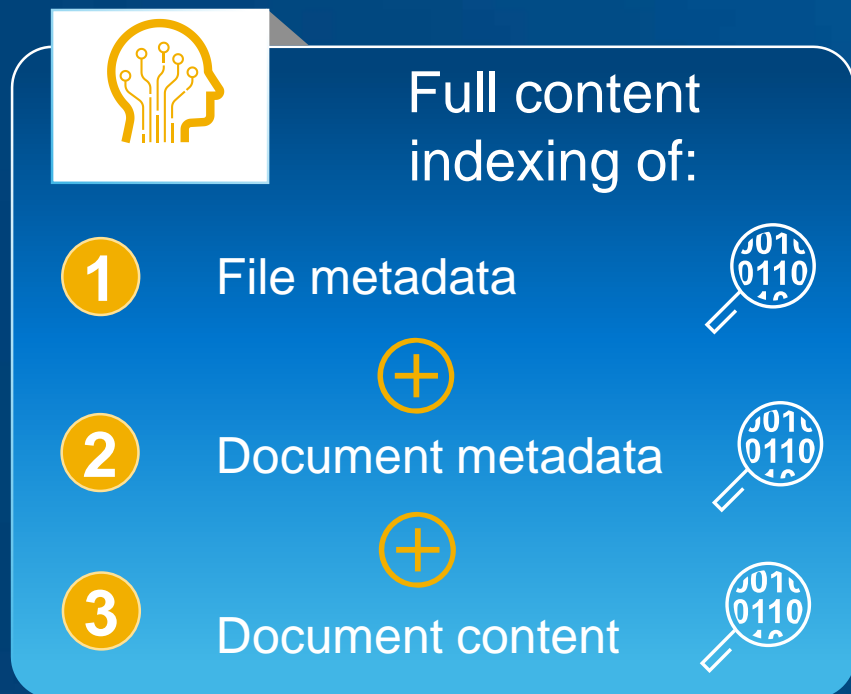 Full content
indexing of:
1 File metadata
2 Document metadata
3 Document content